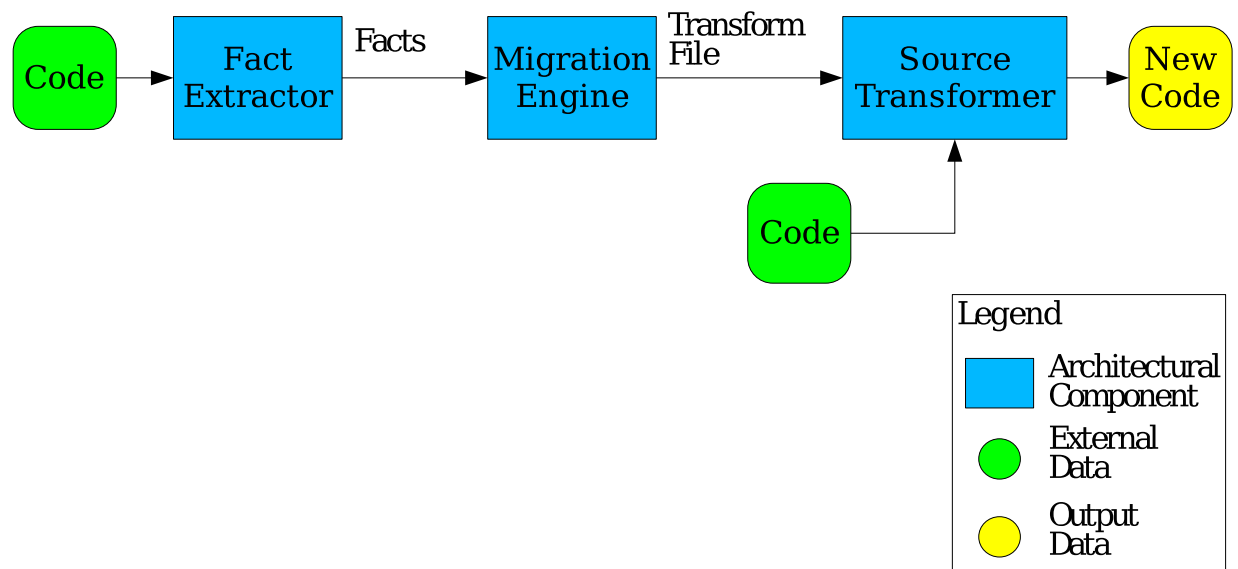 Code
Fact
Extractor
Facts
Migration
Engine
Transform
File
Source
Transformer
New
Code
Code
Legend
Architectural
Component
External
Data
Output
Data